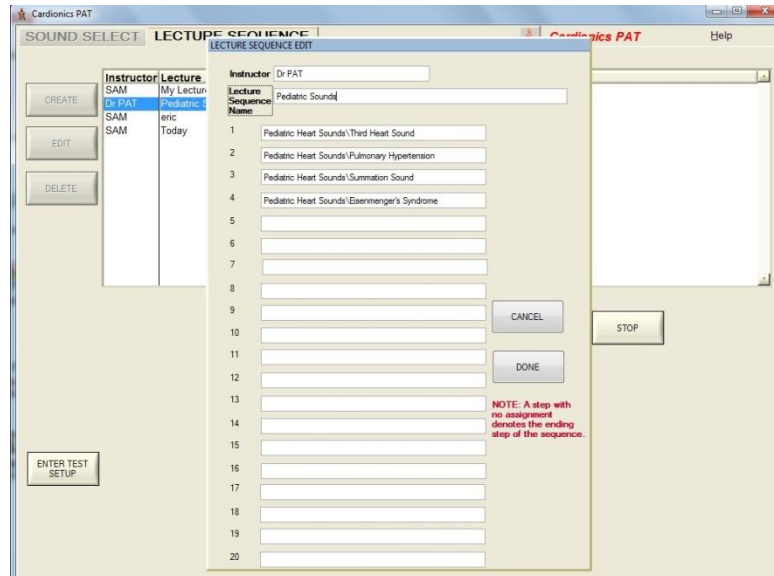 Cardionics PAT
SOUND SELECT
LECTURE SEQUENCE
Cardionics PAT
Help
LECTURE SEQUENCE EDIT
Instructor Lecture
SAM My Lectur
Dr PAT Pediatric S
SAM eric
SAM Today
CREATE
EDIT
DELETE
ENTER TEST
SETUP
Instructor Dr PAT
Lecture
Sequence
Name
Pediatric Sounds
1 Pediatric Heart Sounds\Third Heart Sound
2 Pediatric Heart Sounds\Pulmonary Hypertension
3 Pediatric Heart Sounds\Summation Sound
4 Pediatric Heart Sounds\Eisenmenger's Syndrome
5
6
7
8
9
10
11
12
13
14
15
16
17
18
19
20
CANCEL
DONE
NOTE: A step with
no assignment
denotes the ending
step of the sequence.
STOP